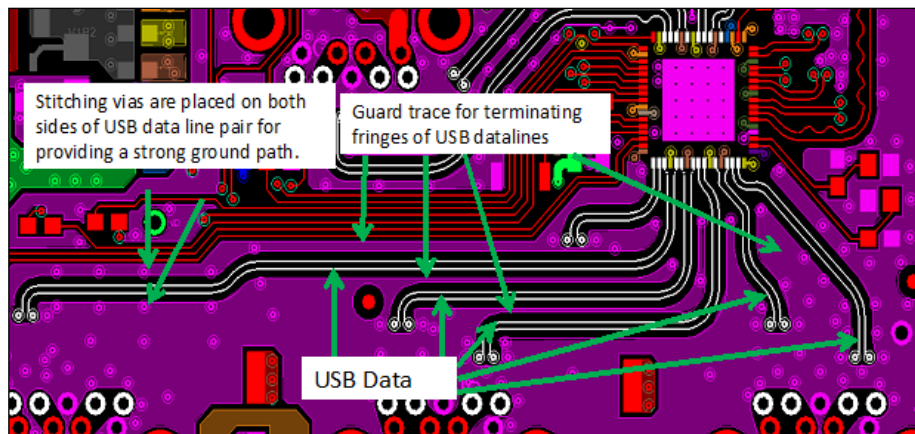 Stitching vias are placed on both
sides of USB data line pair for
providing a strong ground path.
Guard trace for terminating
fringes of USB datalines
USB Data